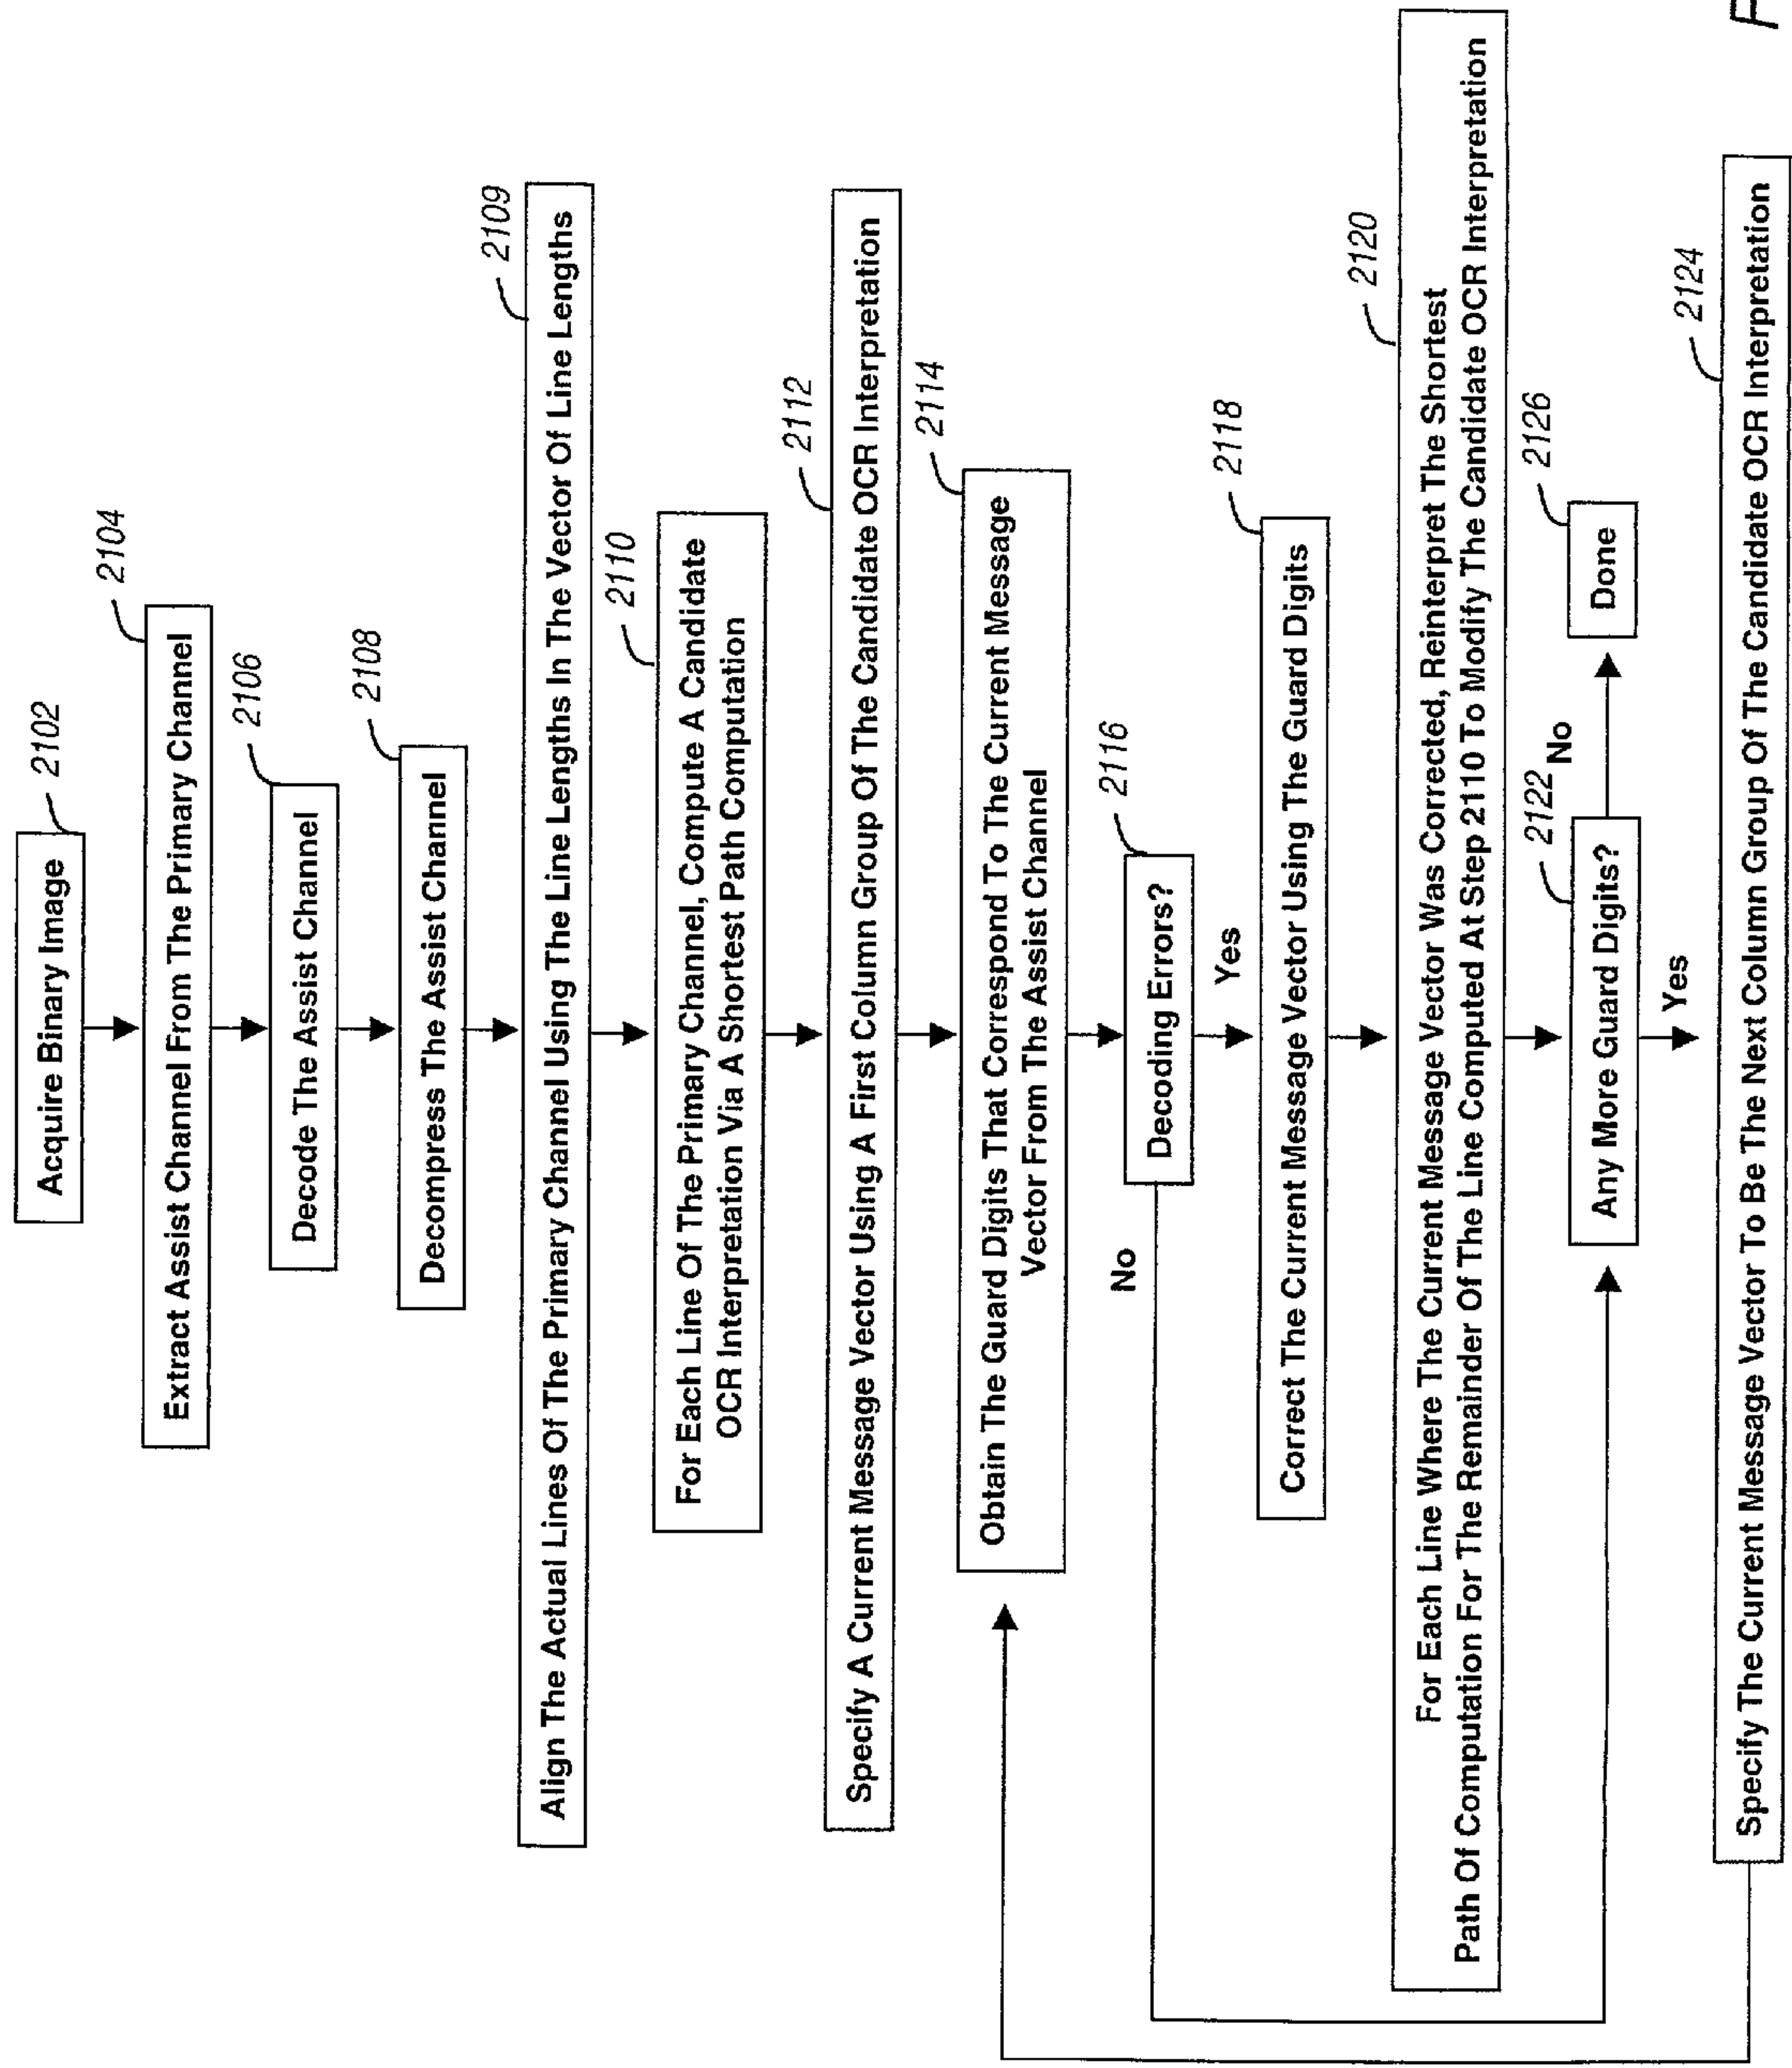 Acquire Binary Image
2102
Extract Assist Channel From The Primary Channel
2104
Decode The Assist Channel
2106
Decompress The Assist Channel
2108
Align The Actual Lines Of The Primary Channel Using The Line Lengths In The Vector Of Line Lengths
2109
For Each Line Of The Primary Channel, Compute A Candidate
OCR Interpretation Via A Shortest Path Computation
2110
Specify A Current Message Vector Using A First Column Group Of The Candidate OCR Interpretation
2112
Obtain The Guard Digits That Correspond To The Current Message
Vector From The Assist Channel
2114
Decoding Errors?
2116
No
Yes
Correct The Current Message Vector Using The Guard Digits
2118
For Each Line Where The Current Message Vector Was Corrected, Reinterpret The Shortest
Path Of Computation For The Remainder Of The Line Computed At Step 2110 To Modify The Candidate OCR Interpretation
2120
Any More Guard Digits?
2122
No
Done
2126
Yes
Specify The Current Message Vector To Be The Next Column Group Of The Candidate OCR Interpretation
2124